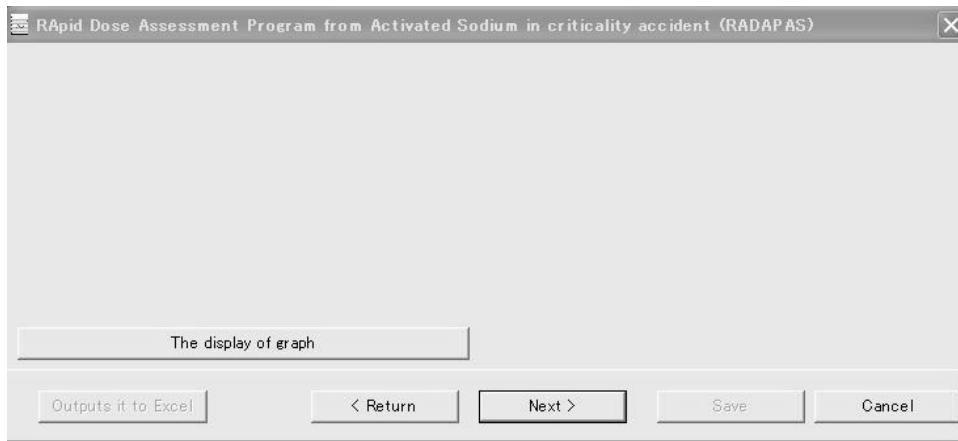 RApid Dose Assessment Program from Activated Sodium in criticality accident (RADAPAS)
The display of graph
Outputs it to Excel
< Return
Next >
Save
Cancel